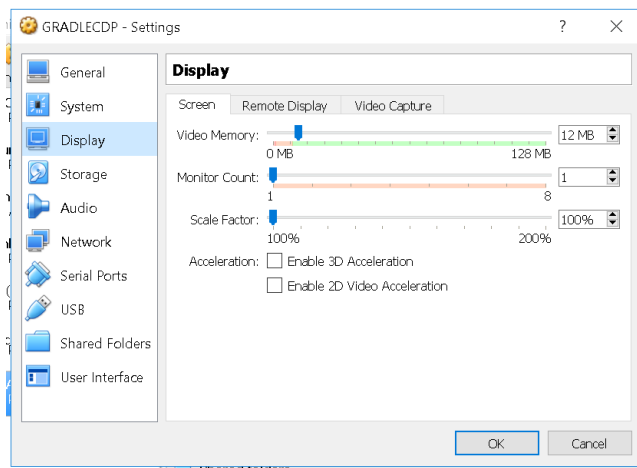 GRADLECDP - Settings
? ×
General
System
Display
Storage
Audio
Network
Serial Ports
USB
Shared Folders
User Interface
Display
Screen Remote Display Video Capture
Video Memory: 12 MB
0 MB 128 MB
Monitor Count: 1
1 8
Scale Factor: 100%
100% 200%
Acceleration: Enable 3D Acceleration
Enable 2D Video Acceleration
OK Cancel